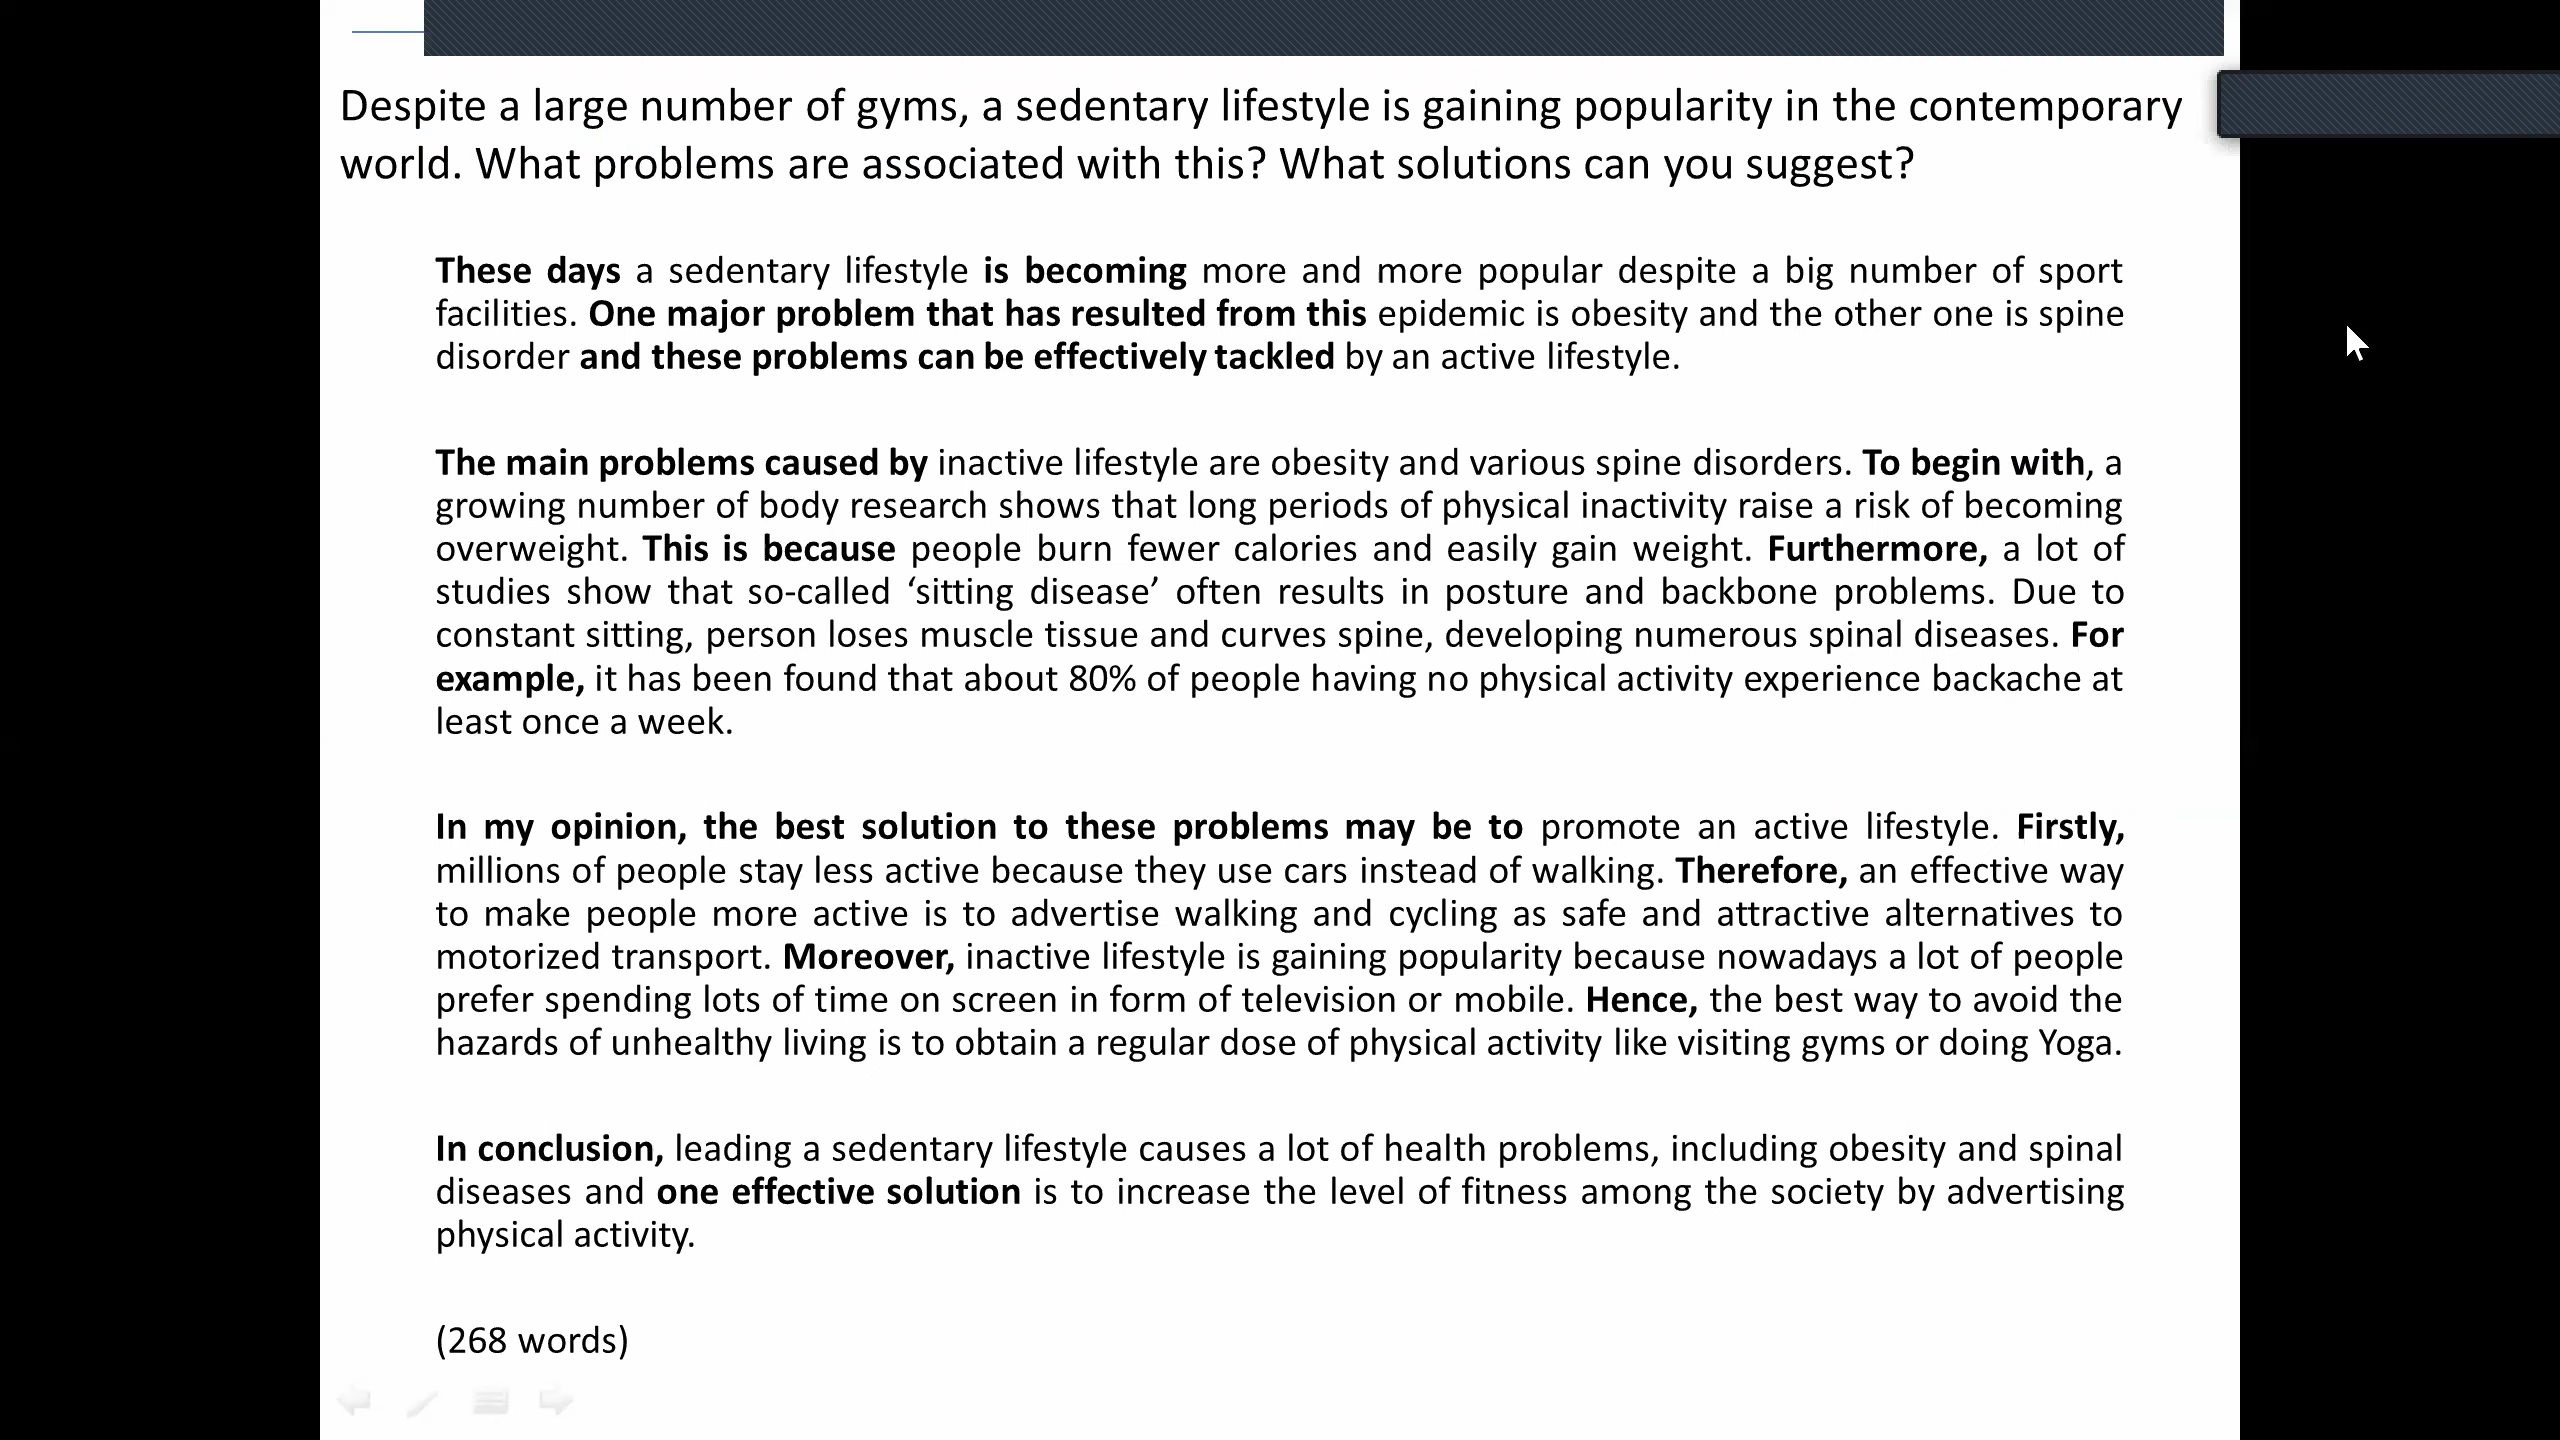 Despite a large number of gyms, a sedentary lifestyle is gaining popularity in the contemporary
world. What problems are associated with this? What solutions can you suggest?
These days a sedentary lifestyle is becoming more and more popular despite a big number of sport
facilities. One major problem that has resulted from this epidemic is obesity and the other one is spine
disorder and these problems can be effectively tackled by an active lifestyle.
The main problems caused by inactive lifestyle are obesity and various spine disorders. To begin with, a
growing number of body research shows that long periods of physical inactivity raise a risk of becoming
overweight. This is because people burn fewer calories and easily gain weight. Furthermore, a lot of
studies show that so-called ‘sitting disease’ often results in posture and backbone problems. Due to
constant sitting, person loses muscle tissue and curves spine, developing numerous spinal diseases. For
example, it has been found that about 80% of people having no physical activity experience backache at
least once a week.
In my opinion, the best solution to these problems may be to promote an active lifestyle. Firstly,
millions of people stay less active because they use cars instead of walking. Therefore, an effective way
to make people more active is to advertise walking and cycling as safe and attractive alternatives to
motorized transport. Moreover, inactive lifestyle is gaining popularity because nowadays a lot of people
prefer spending lots of time on screen in form of television or mobile. Hence, the best way to avoid the
hazards of unhealthy living is to obtain a regular dose of physical activity like visiting gyms or doing Yoga.
In conclusion, leading a sedentary lifestyle causes a lot of health problems, including obesity and spinal
diseases and one effective solution is to increase the level of fitness among the society by advertising
physical activity.
(268 words)